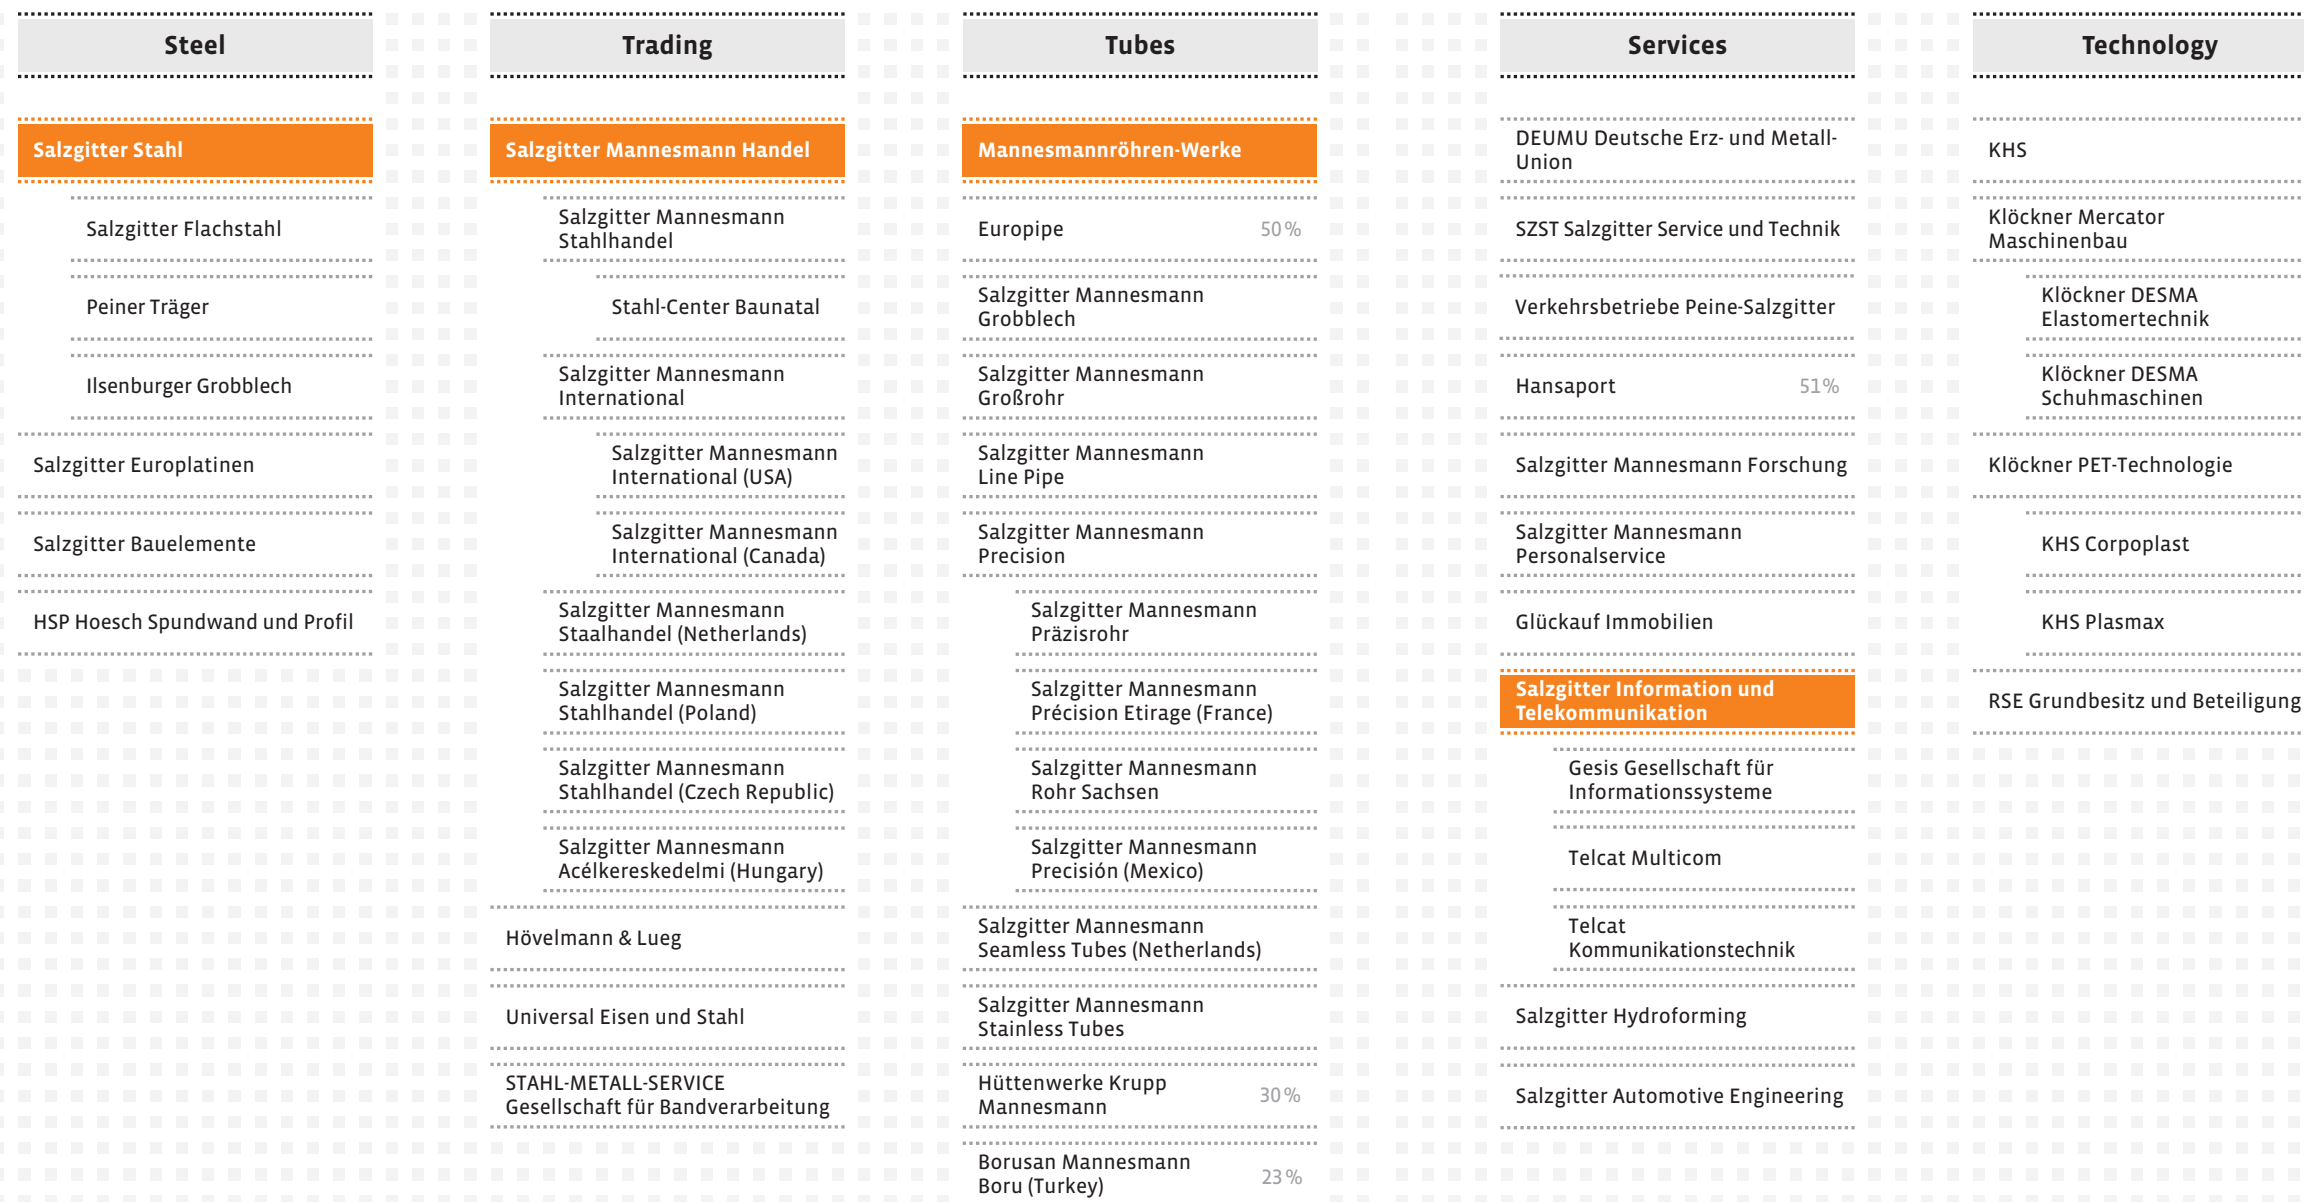 Steel
Salzgitter Stahl
Salzgitter Flachstahl
Peiner Träger
Ilsenburger Grobblech
Salzgitter Europlatinen
Salzgitter Bauelemente
HSP Hoesch Spundwand und Profil
Trading
Salzgitter Mannesmann Handel
Salzgitter Mannesmann
Stahlhandel
Stahl-Center Baunatal
Salzgitter Mannesmann
International
Salzgitter Mannesmann
International (USA)
Salzgitter Mannesmann
International (Canada)
Salzgitter Mannesmann
Staalhandel (Netherlands)
Salzgitter Mannesmann
Stahlhandel (Poland)
Salzgitter Mannesmann
Stahlhandel (Czech Republic)
Salzgitter Mannesmann
Acélkereskedelmi (Hungary)
Hövelmann & Lueg
Universal Eisen und Stahl
STAHL-METALL-SERVICE
Gesellschaft für Bandverarbeitung
Tubes
Mannesmannröhren-Werke
Europipe 50 %
Salzgitter Mannesmann
Grobblech
Salzgitter Mannesmann
Großrohr
Salzgitter Mannesmann
Line Pipe
Salzgitter Mannesmann
Precision
Salzgitter Mannesmann
Präzisrohr
Salzgitter Mannesmann
Précision Etirage (France)
Salzgitter Mannesmann
Rohr Sachsen
Salzgitter Mannesmann
Precisión (Mexico)
Salzgitter Mannesmann
Seamless Tubes (Netherlands)
Salzgitter Mannesmann
Stainless Tubes
Hüttenwerke Krupp
Mannesmann 30 %
Borusan Mannesmann
Boru (Turkey) 23 %
Services
DEUMU Deutsche Erz- und Metall-
Union
SZST Salzgitter Service und Technik
Verkehrsbetriebe Peine-Salzgitter
Hansaport 51 %
Salzgitter Mannesmann Forschung
Salzgitter Mannesmann
Personalservice
Glückauf Immobilien
Salzgitter Information und
Telekommunikation
Gesis Gesellschaft für
Informationssysteme
Telcat Multicom
Telcat
Kommunikationstechnik
Salzgitter Hydroforming
Salzgitter Automotive Engineering
Technology
KHS
Klöckner Mercator
Maschinenbau
Klöckner DESMA
Elastomertechnik
Klöckner DESMA
Schuhmaschinen
Klöckner PET-Technologie
KHS Corpoplast
KHS Plasmax
RSE Grundbesitz und Beteiligung